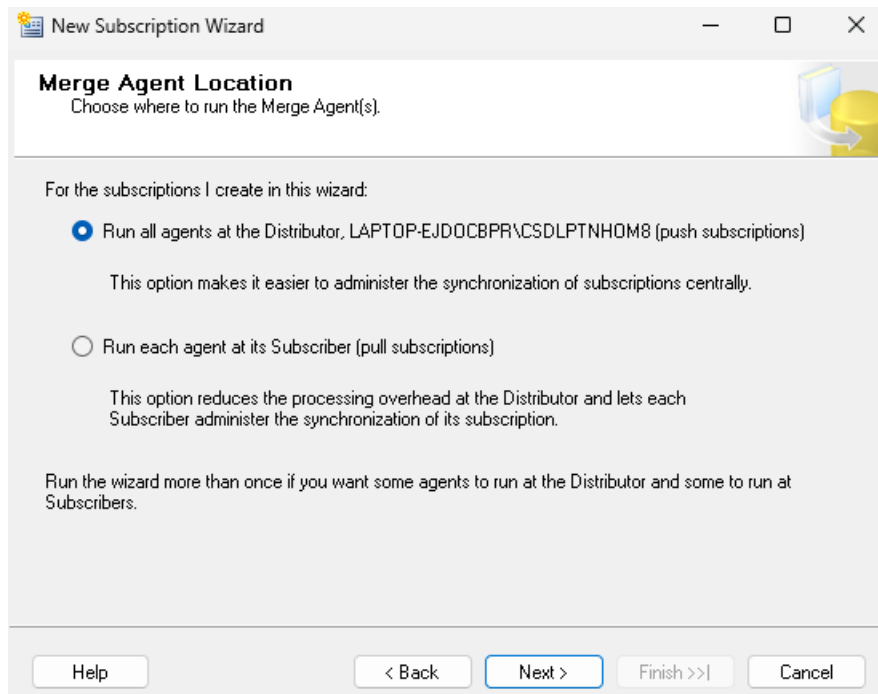 New Subscription Wizard
Merge Agent Location
Choose where to run the Merge Agent(s).
For the subscriptions I create in this wizard:
Run all agents at the Distributor, LAPTOP-EJDOCBPR\CSDLPTNHOM8 (push subscriptions)
This option makes it easier to administer the synchronization of subscriptions centrally.
Run each agent at its Subscriber (pull subscriptions)
This option reduces the processing overhead at the Distributor and lets each
Subscriber administer the synchronization of its subscription.
Run the wizard more than once if you want some agents to run at the Distributor and some to run at
Subscribers.
Help
< Back
Next >
Finish >>|
Cancel